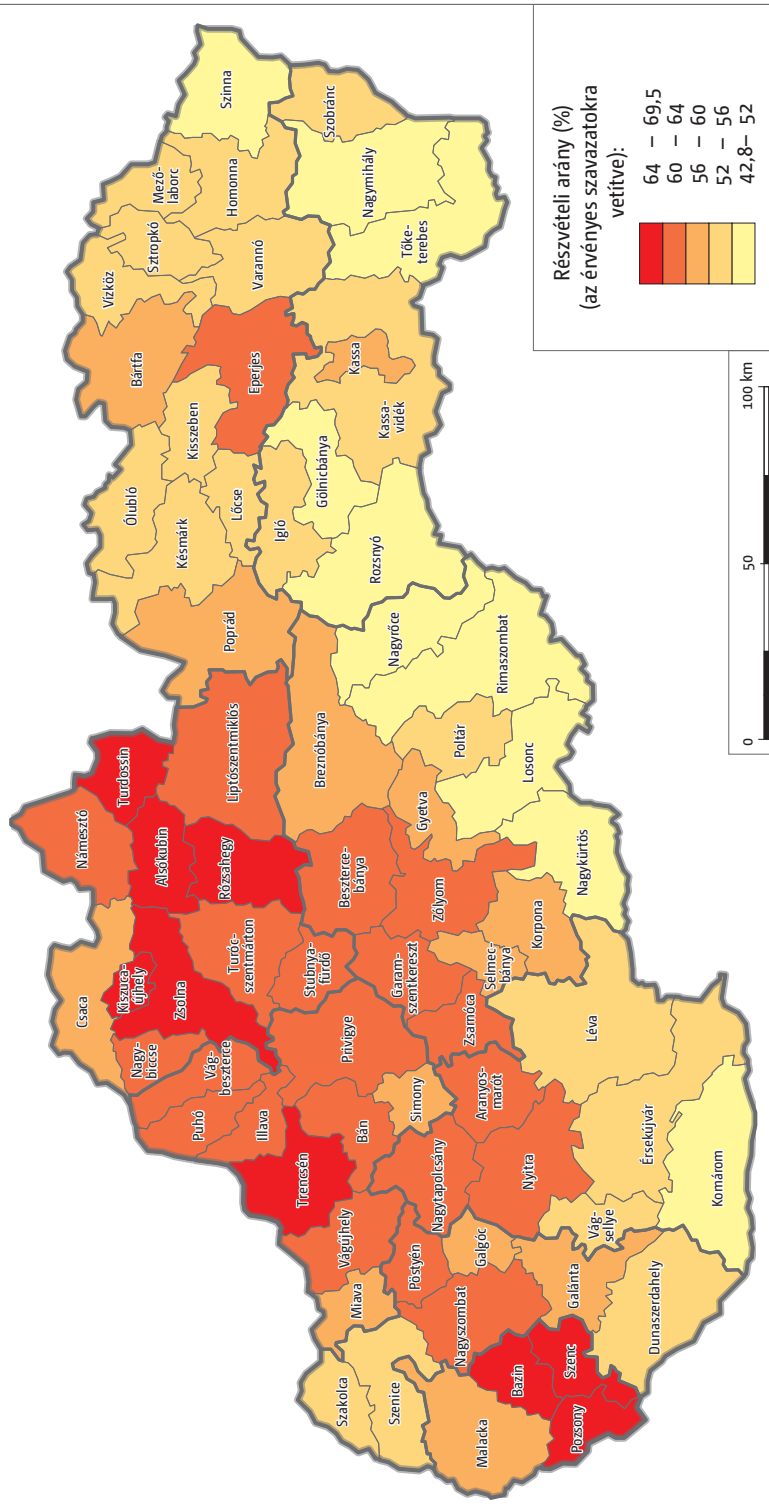 Részvételi arány (%)
(az érvényes szavazatokra
vetítve):
64 – 69,5
60 – 64
56 – 60
52 – 56
42,8– 52
0
50
100 km
Námesztó
Turdossin
Csaca
Alsókubin
Kiszuca-
újhely
Zsolna
Rózsahegy
Liptószentmiklós
Nagy-
biccse
Turóc-
szentmárton
Vág-
beszterce
Puhó
Illava
Stubnya-
fürdő
Privigye
Trencsén
Bán
Simony
Vágújhely
Miava
Szakolca
Szenice
Malacka
Pöstyén
Nagytapolcsány
Nagyszombat
Galgóc
Bazin
Szenc
Pozsony
Galánta
Dunaszerdahely
Vág-
sellye
Nyitra
Aranyos-
marót
Érsekújvár
Komárom
Léva
Zsarnóca
Garam-
szentkereszt
Selmec-
bánya
Korpona
Zólyom
Beszterce-
bánya
Breznóbánya
Gyetva
Poltár
Losonc
Nagykürtös
Rimaszombat
Nagyrőce
Rozsnyó
Poprád
Késmárk
Ólubló
Lőcse
Kisszeben
Igló
Gölnicbánya
Bártfa
Eperjes
Kassa
Kassa-
vidék
Vízköz
Sztropkó
Mező-
laborc
Varannó
Homonna
Szinna
Szobránc
Nagymihály
Tőke-
terebes